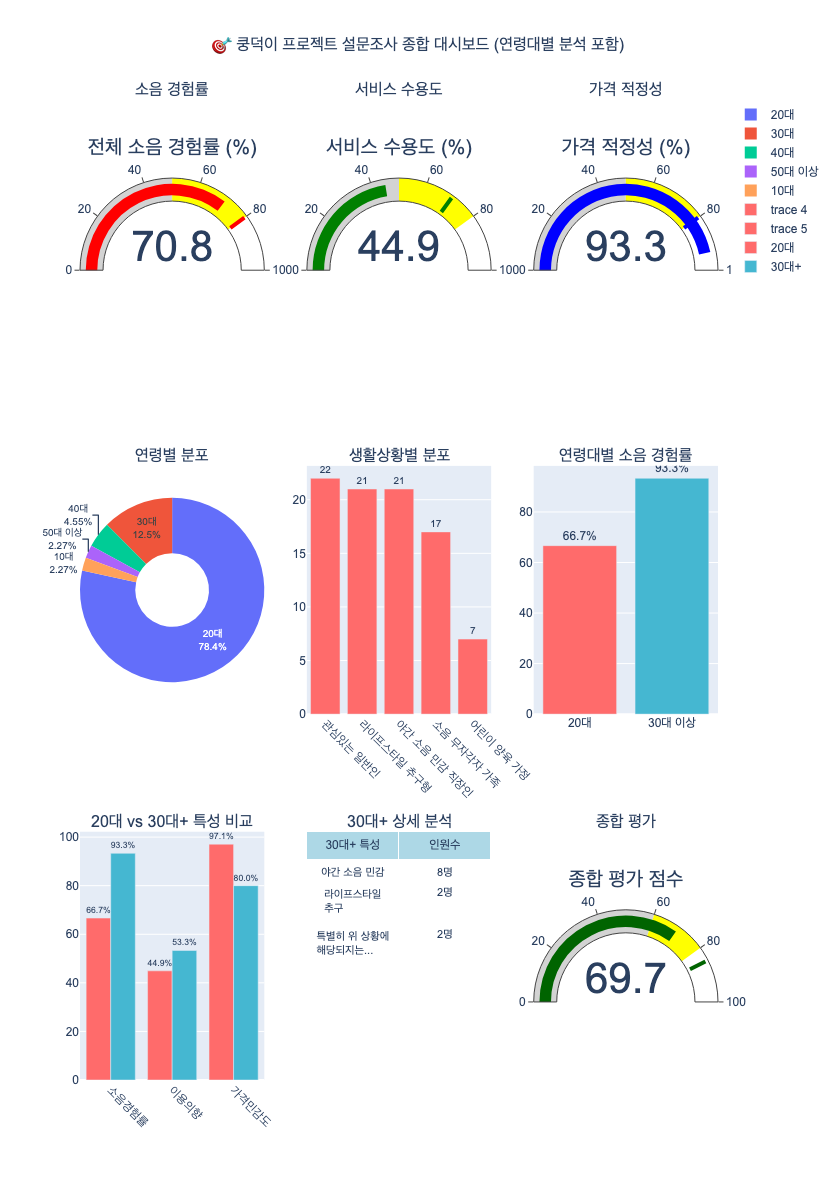 🎯 쿵덕이 프로젝트 설문조사 종합 대시보드 (연령대별 분석 포함)
소음 경험률
서비스 수용도
가격 적정성
전체 소음 경험률 (%)
0
20
40
60
80
100
70.8
서비스 수용도 (%)
0
20
40
60
80
100
44.9
가격 적정성 (%)
0
20
40
60
80
1
93.3
20대
30대
40대
50대 이상
10대
trace 4
trace 5
20대
30대+
연령별 분포
40대
4.55%
50대 이상
2.27%
10대
2.27%
30대
12.5%
20대
78.4%
생활상황별 분포
20
15
10
5
0
22
21
21
17
7
관심있는 일반인
라이프스타일 추구형
야간 소음 민감 직장인
소음 무자각자 가족
어린이 양육 가정
연령대별 소음 경험률
80
60
40
20
0
66.7%
93.3%
20대
30대 이상
20대 vs 30대+ 특성 비교
100
80
60
40
20
0
66.7%
93.3%
44.9%
53.3%
97.1%
80.0%
소음경험률
이용의향
가격민감도
30대+ 상세 분석
30대+ 특성 인원수
야간 소음 민감 8명
라이프스타일 2명
추구
특별히 위 상황에 2명
해당되지는...
종합 평가
종합 평가 점수
0
20
40
60
80
100
69.7